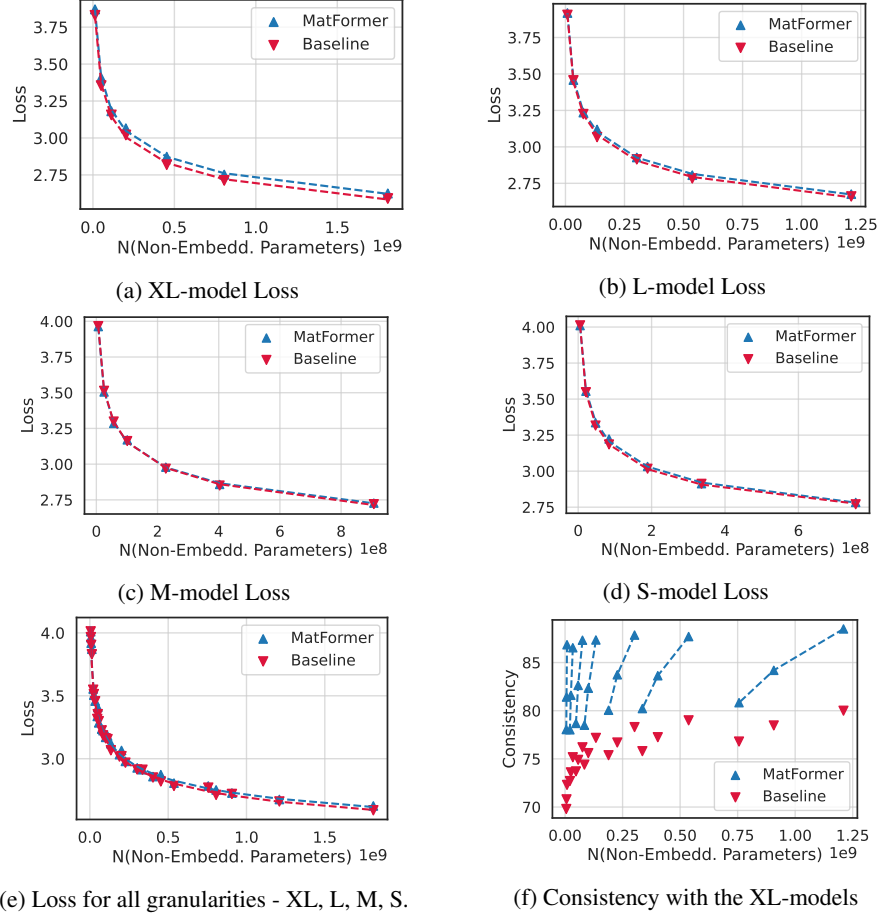 3.75
3.50
3.25
3.00
2.75
Loss
MatFormer
Baseline
0.0 0.5 1.0 1.5
N(Non-Embedd. Parameters) 1e9
(a) XL-model Loss
3.75
3.50
3.25
3.00
2.75
Loss
MatFormer
Baseline
0.00 0.25 0.50 0.75 1.00 1.25
N(Non-Embedd. Parameters) 1e9
(b) L-model Loss
4.00
3.75
3.50
3.25
3.00
2.75
Loss
MatFormer
Baseline
0 2 4 6 8
N(Non-Embedd. Parameters) 1e8
(c) M-model Loss
4.00
3.75
3.50
3.25
3.00
2.75
Loss
MatFormer
Baseline
0 2 4 6
N(Non-Embedd. Parameters) 1e8
(d) S-model Loss
4.0
3.5
3.0
Loss
MatFormer
Baseline
0.0 0.5 1.0 1.5
N(Non-Embedd. Parameters) 1e9
(e) Loss for all granularities - XL, L, M, S.
85
80
75
70
Consistency
MatFormer
Baseline
0.00 0.25 0.50 0.75 1.00 1.25
N(Non-Embedd. Parameters) 1e9
(f) Consistency with the XL-models